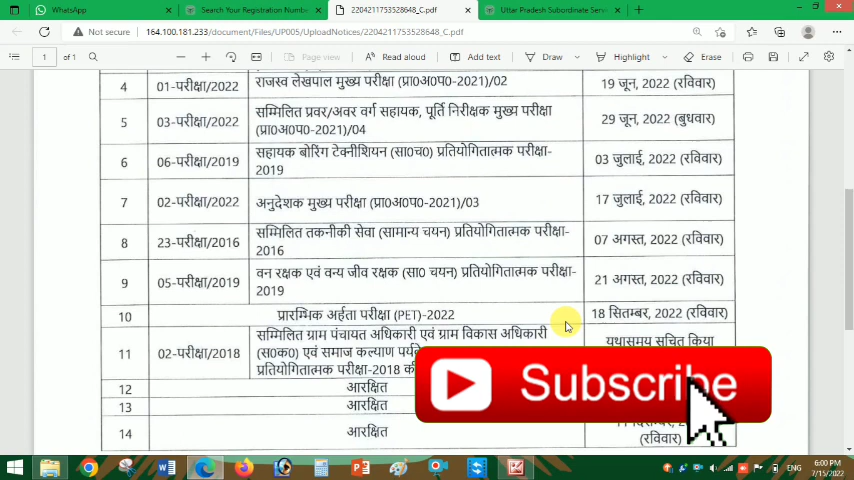 WhatsApp
Search Your Registration Numbe
2204211753528648_C.pdf
Uttar Pradesh Subordinate Servi
Not secure
164.100.181.233/document/Files/UP005/UploadNotices/2204211753528648_C.pdf
1 of 1
Page view
Read aloud
Add text
Draw
Highlight
Erase
4 01-परीक्षा/2022 राजस्व लेखपाल मुख्य परीक्षा (प्रा0अ0प0-2021)/02 19 जून, 2022 (रविवार)
5 03-परीक्षा/2022 सम्मिलित प्रवर/अवर वर्ग सहायक, पूर्ति निरीक्षक मुख्य परीक्षा 29 जून, 2022 (बुधवार)
(प्रा0अ0प0-2021)/04
6 06-परीक्षा/2019 सहायक बोरिंग टेक्नीशियन (सा0च0) प्रतियोगितात्मक परीक्षा- 03 जुलाई, 2022 (रविवार)
2019
7 02-परीक्षा/2022 अनुदेशक मुख्य परीक्षा (प्रा0अ0प0-2021)/03 17 जुलाई, 2022 (रविवार)
8 23-परीक्षा/2016 सम्मिलित तकनीकी सेवा (सामान्य चयन) प्रतियोगितात्मक परीक्षा- 07 अगस्त, 2022 (रविवार)
2016
9 05-परीक्षा/2019 वन रक्षक एवं वन्य जीव रक्षक (सा0 चयन) प्रतियोगितात्मक परीक्षा- 21 अगस्त, 2022 (रविवार)
2019
10 प्रारम्भिक अर्हता परीक्षा (PET)-2022 18 सितम्बर, 2022 (रविवार)
11 02-परीक्षा/2018 सम्मिलित ग्राम पंचायत अधिकारी एवं ग्राम विकास अधिकारी यथासमय सूचित किया
(स0क0) एवं समाज कल्याण
प्रतियोगितात्मक परीक्षा-2018 की
Subscribe
12 आरक्षित
13 आरक्षित
14 आरक्षित
(रविवार)
ENG
6:00 PM
7/15/2022